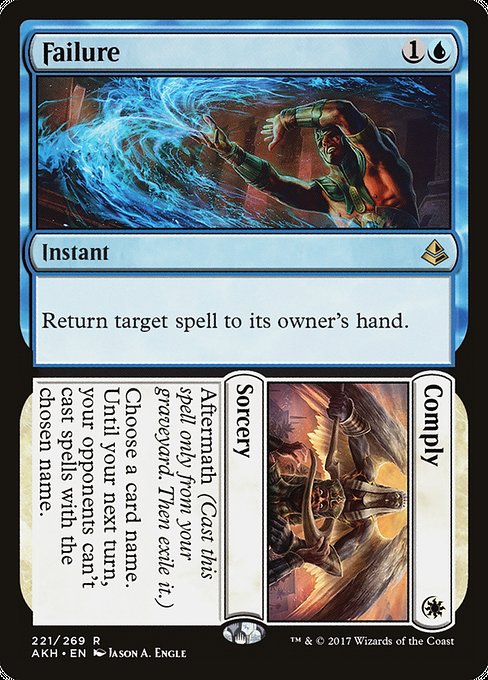 Failure 1
Instant
Return target spell to its owner's hand.
Comply
Sorcery
Aftermath (Cast this
spell only from your
graveyard. Then exile it.)
Choose a card name.
Until your next turn,
your opponents can't
cast spells with the
chosen name.
221/269 R
AKH • EN Jason A. Engle
™ & © 2017 Wizards of the Coast